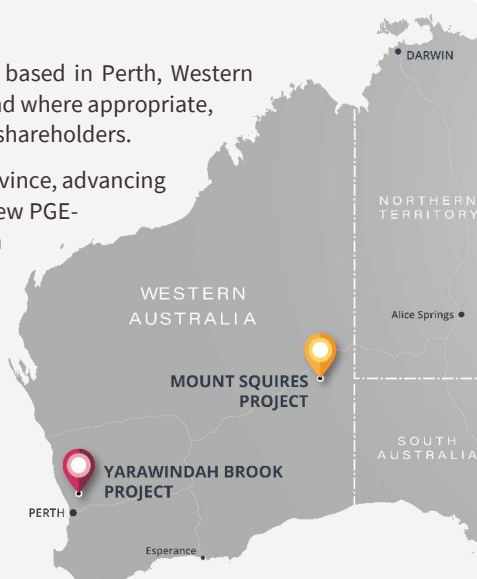 based in Perth, Western
nd where appropriate,
shareholders.
vince, advancing
ew PGE-
DARWIN
NORTHERN
TERRITORY
WESTERN
AUSTRALIA
Alice Springs
MOUNT SQUIRES
PROJECT
SOUTH
AUSTRALIA
YARAWINDAH BROOK
PROJECT
PERTH
Esperance